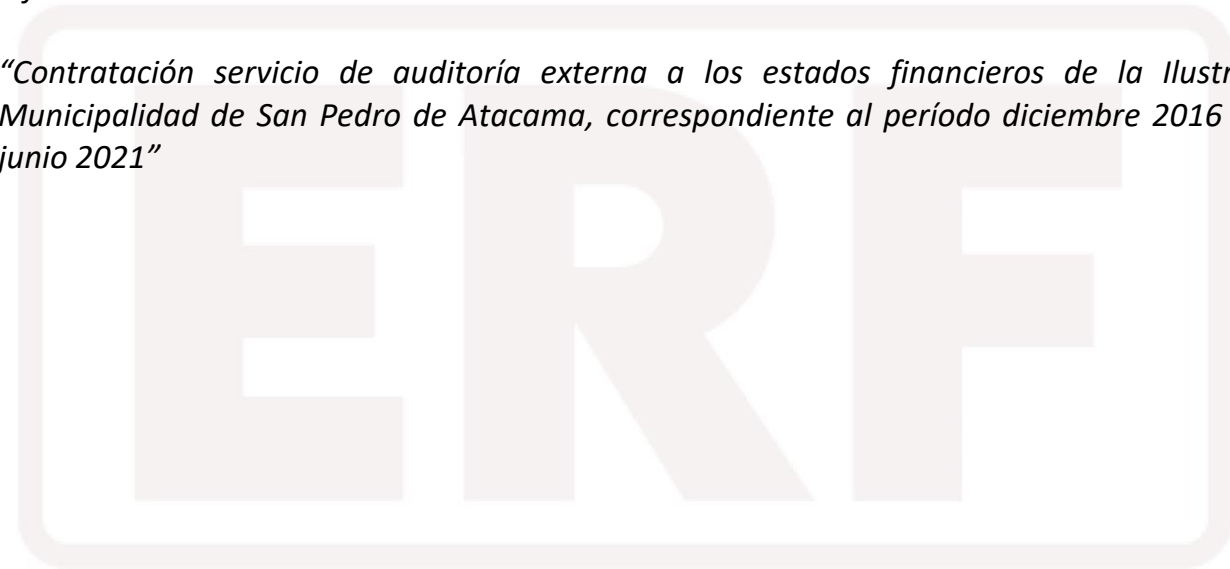 “Contratación servicio de auditoría externa a los estados financieros de la Ilustr
Municipalidad de San Pedro de Atacama, correspondiente al período diciembre 2016
junio 2021”
ERF